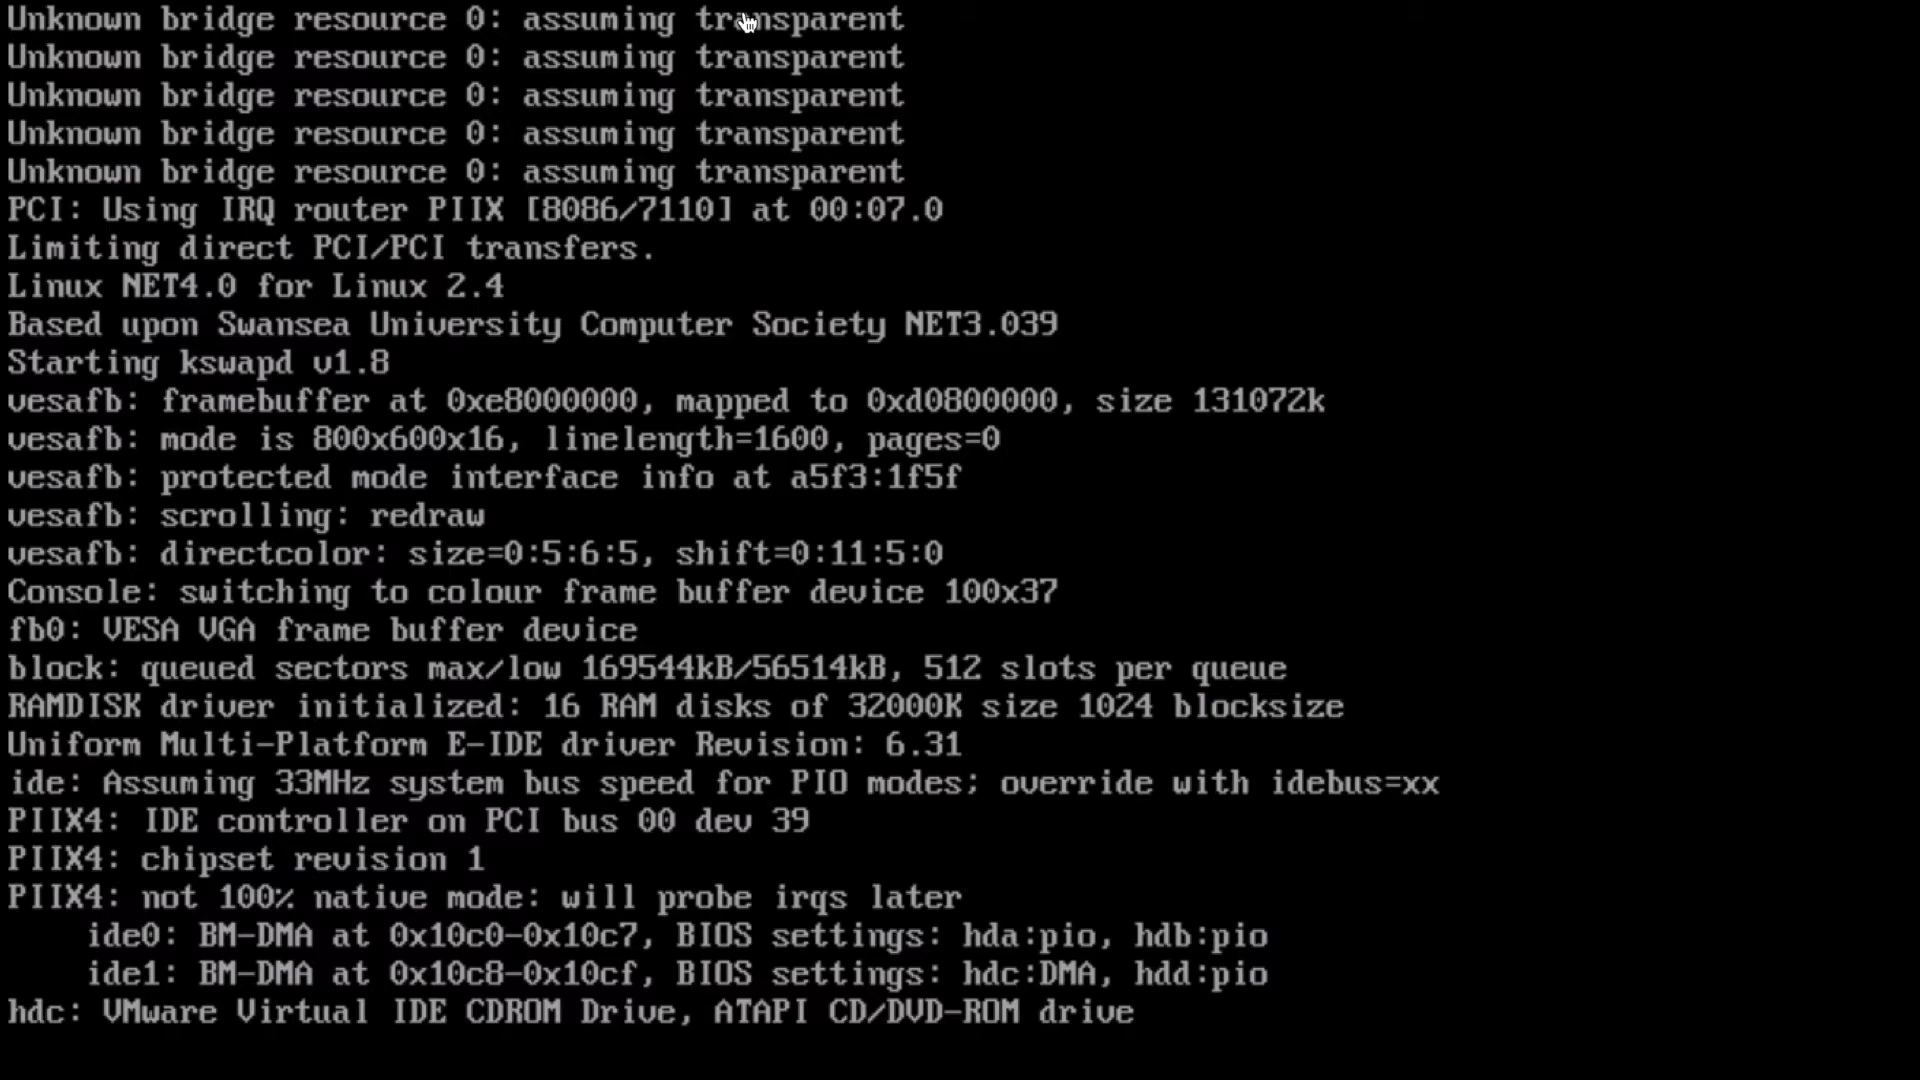 Unknown bridge resource 0: assuming transparent
Unknown bridge resource 0: assuming transparent
Unknown bridge resource 0: assuming transparent
Unknown bridge resource 0: assuming transparent
Unknown bridge resource 0: assuming transparent
PCI: Using IRQ router PIIX [8086/7110] at 00:07.0
Limiting direct PCI/PCI transfers.
Linux NET4.0 for Linux 2.4
Based upon Swansea University Computer Society NET3.039
Starting kswapd v1.8
vesafb: framebuffer at 0xe8000000, mapped to 0xd0800000, size 131072k
vesafb: mode is 800x600x16, linelength=1600, pages=0
vesafb: protected mode interface info at a5f3:1f5f
vesafb: scrolling: redraw
vesafb: directcolor: size=0:5:6:5, shift=0:11:5:0
Console: switching to colour frame buffer device 100x37
fb0: VESA VGA frame buffer device
block: queued sectors max/low 169544kB/56514kB, 512 slots per queue
RAMDISK driver initialized: 16 RAM disks of 32000K size 1024 blocksize
Uniform Multi-Platform E-IDE driver Revision: 6.31
ide: Assuming 33MHz system bus speed for PIO modes; override with idebus=xx
PIIX4: IDE controller on PCI bus 00 dev 39
PIIX4: chipset revision 1
PIIX4: not 100% native mode: will probe irqs later
    ide0: BM-DMA at 0x10c0-0x10c7, BIOS settings: hda:pio, hdb:pio
    ide1: BM-DMA at 0x10c8-0x10cf, BIOS settings: hdc:DMA, hdd:pio
hdc: VMware Virtual IDE CDROM Drive, ATAPI CD/DVD-ROM drive